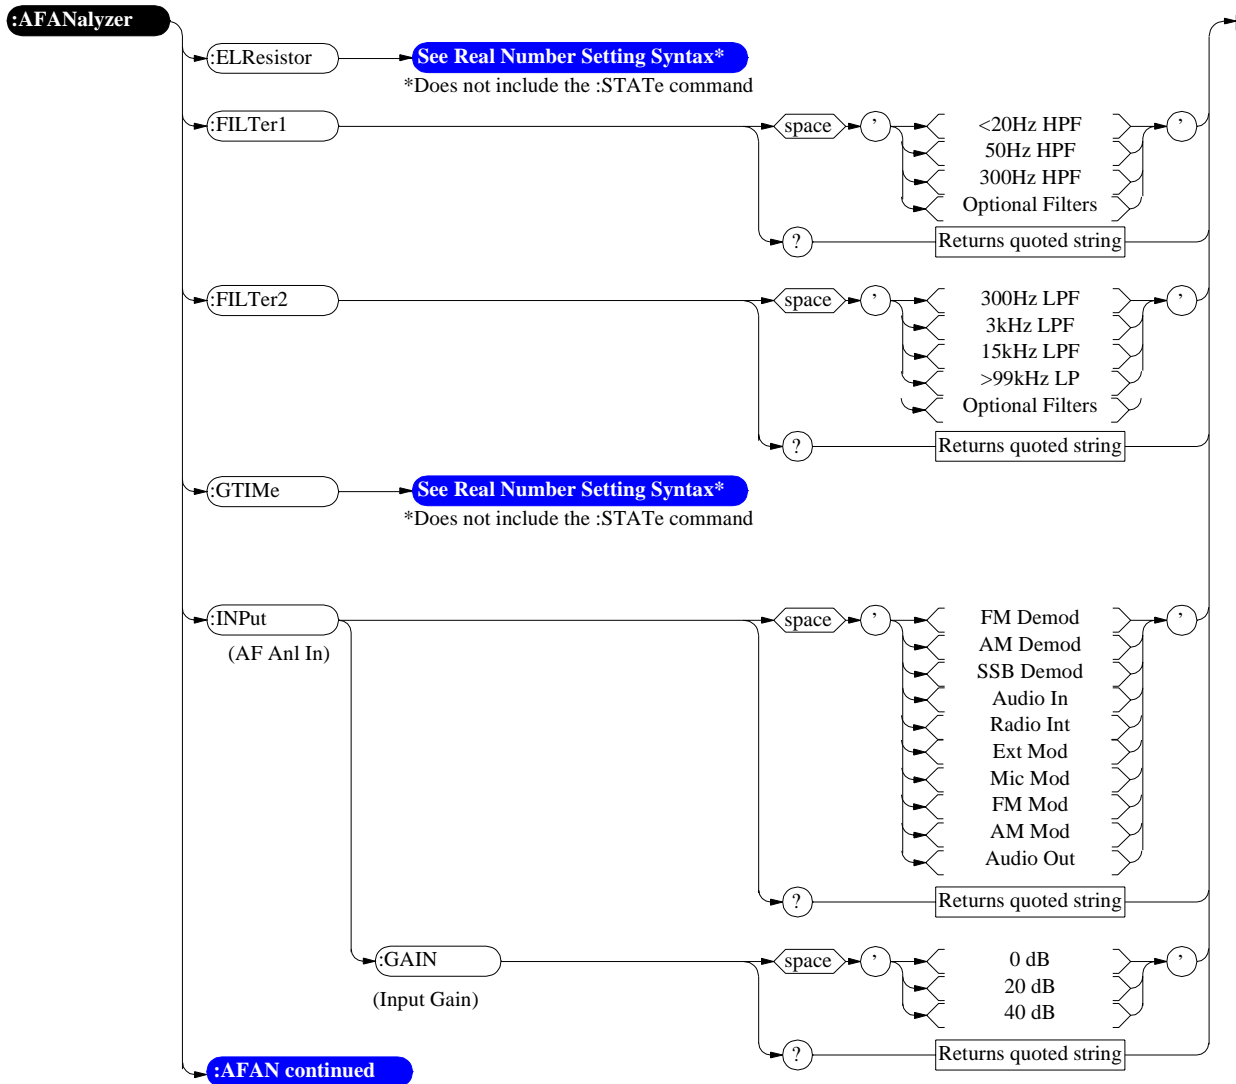 :AFANalyzer
:ELResistor
See Real Number Setting Syntax*
*Does not include the :STATe command
:FILTer1
space
'
<20Hz HPF
50Hz HPF
300Hz HPF
Optional Filters
'
?
Returns quoted string
:FILTer2
space
'
300Hz LPF
3kHz LPF
15kHz LPF
>99kHz LP
Optional Filters
'
?
Returns quoted string
:GTIMe
See Real Number Setting Syntax*
*Does not include the :STATe command
:INPut
(AF Anl In)
space
'
FM Demod
AM Demod
SSB Demod
Audio In
Radio Int
Ext Mod
Mic Mod
FM Mod
AM Mod
Audio Out
'
?
Returns quoted string
:GAIN
(Input Gain)
space
'
0 dB
20 dB
40 dB
'
?
Returns quoted string
:AFAN continued